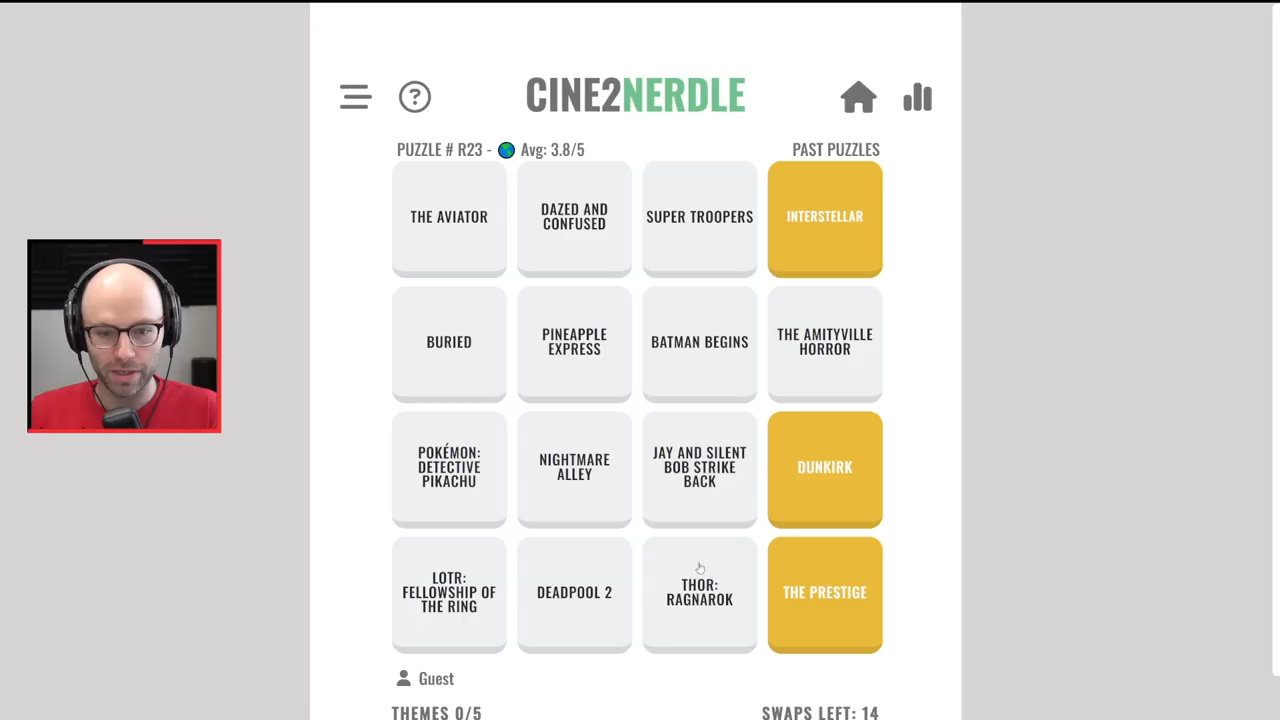 CINE2NERDLE
PUZZLE # R23 - Avg: 3.8/5
PAST PUZZLES
THE AVIATOR
DAZED AND
CONFUSED
SUPER TROOPERS
INTERSTELLAR
BURIED
PINEAPPLE
EXPRESS
BATMAN BEGINS
THE AMITYVILLE
HORROR
POKÉMON:
DETECTIVE
PIKACHU
NIGHTMARE
ALLEY
JAY AND SILENT
BOB STRIKE
BACK
DUNKIRK
LOTR:
FELLOWSHIP OF
THE RING
DEADPOOL 2
THOR:
RAGNAROK
THE PRESTIGE
Guest
THEMES 0/5
SWAPS LEFT: 14